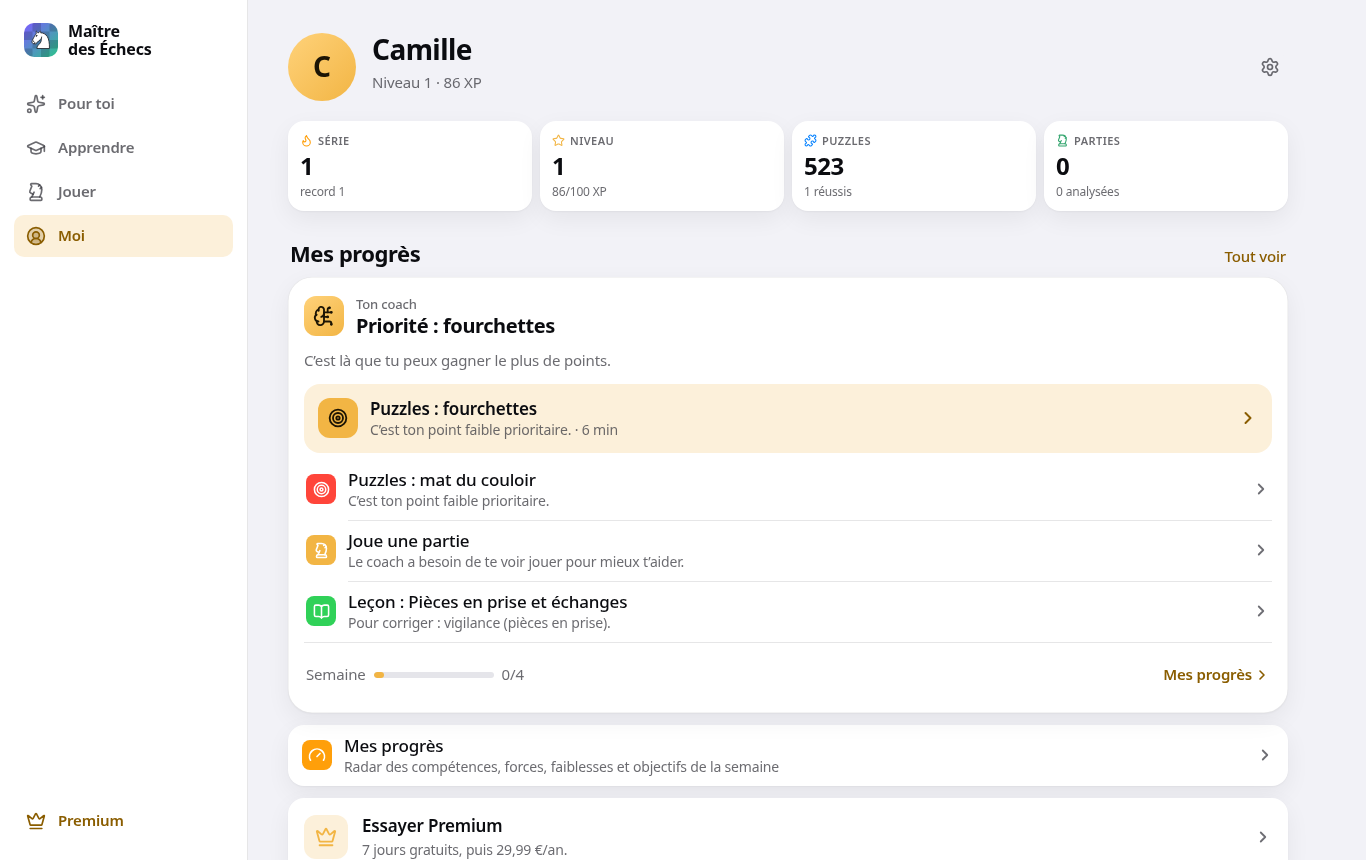 Maître
des Échecs
Pour toi
Apprendre
Jouer
Moi
Premium
C
Camille
Niveau 1 · 86 XP
SÉRIE
1
record 1
NIVEAU
1
86/100 XP
PUZZLES
523
1 réussis
PARTIES
0
0 analysées
Mes progrès
Tout voir
Ton coach
Priorité : fourchettes
C’est là que tu peux gagner le plus de points.
Puzzles : fourchettes
C’est ton point faible prioritaire. · 6 min
Puzzles : mat du couloir
C’est ton point faible prioritaire.
Joue une partie
Le coach a besoin de te voir jouer pour mieux t’aider.
Leçon : Pièces en prise et échanges
Pour corriger : vigilance (pièces en prise).
Semaine 0/4
Mes progrès
Mes progrès
Radar des compétences, forces, faiblesses et objectifs de la semaine
Essayer Premium
7 jours gratuits, puis 29,99 €/an.